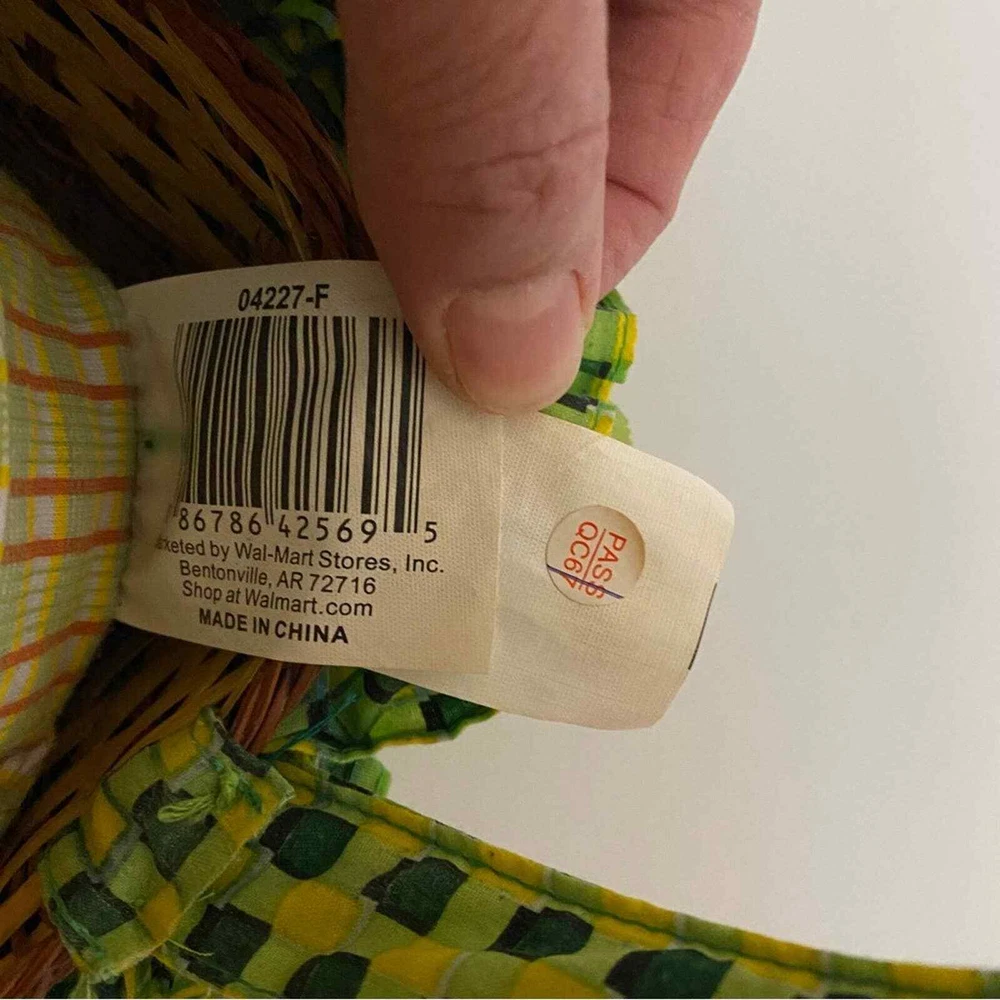 04227-F
86786 42569 5
by Wal-Mart Stores, Inc.
Bentonville, AR 72716
Shop at Walmart.com
MADE IN CHINA
PASS